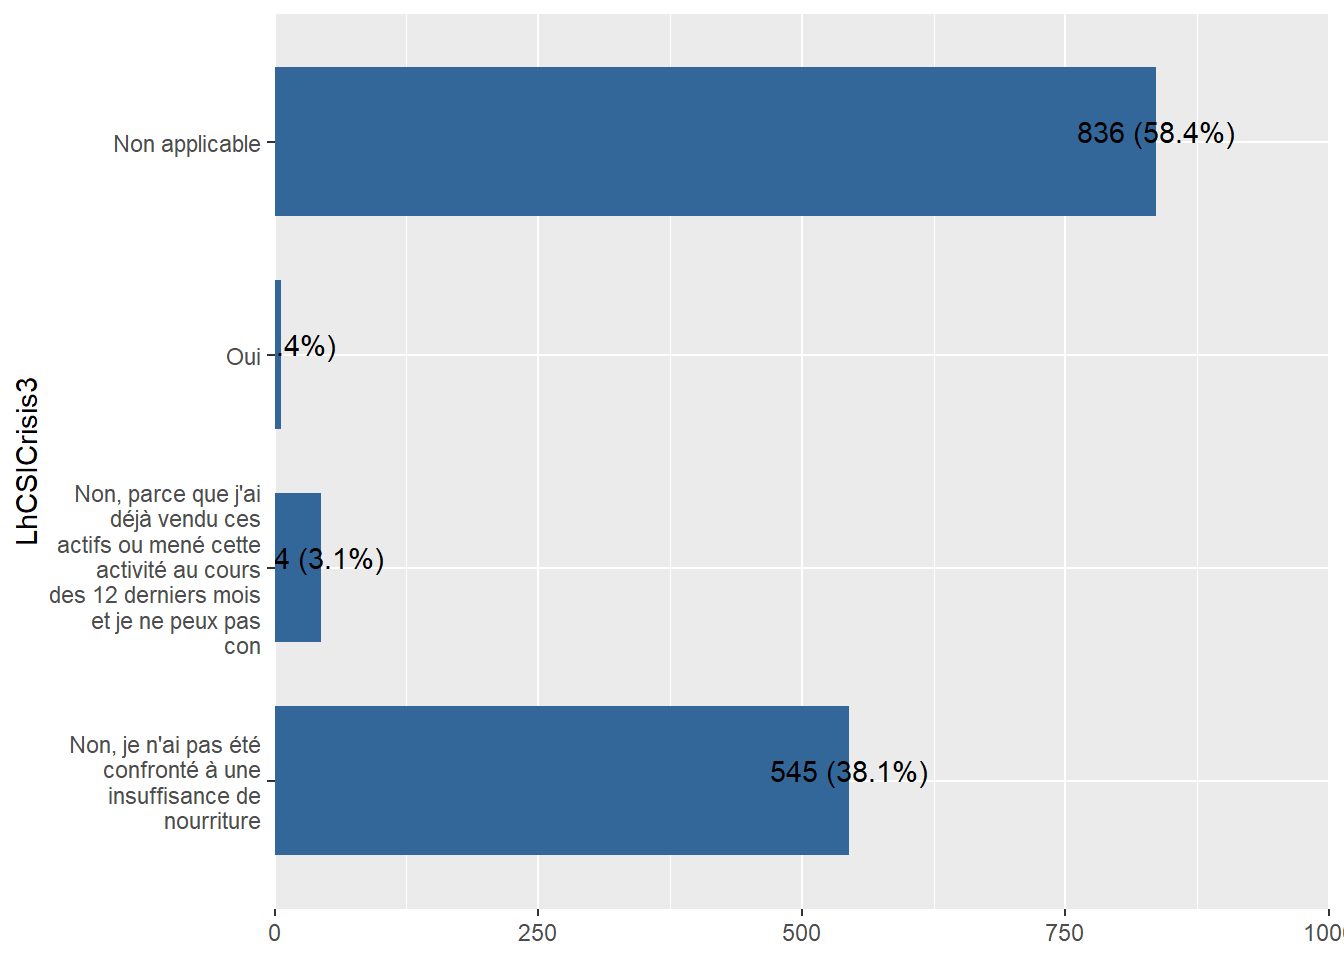 LhCSICrisis3
Non applicable
836 (58.4%)
Oui
.4%)
Non, parce que j'ai
déjà vendu ces
actifs ou mené cette
activité au cours
des 12 derniers mois
et je ne peux pas
con
4 (3.1%)
Non, je n'ai pas été
confronté à une
insuffisance de
nourriture
545 (38.1%)
0
250
500
750
100